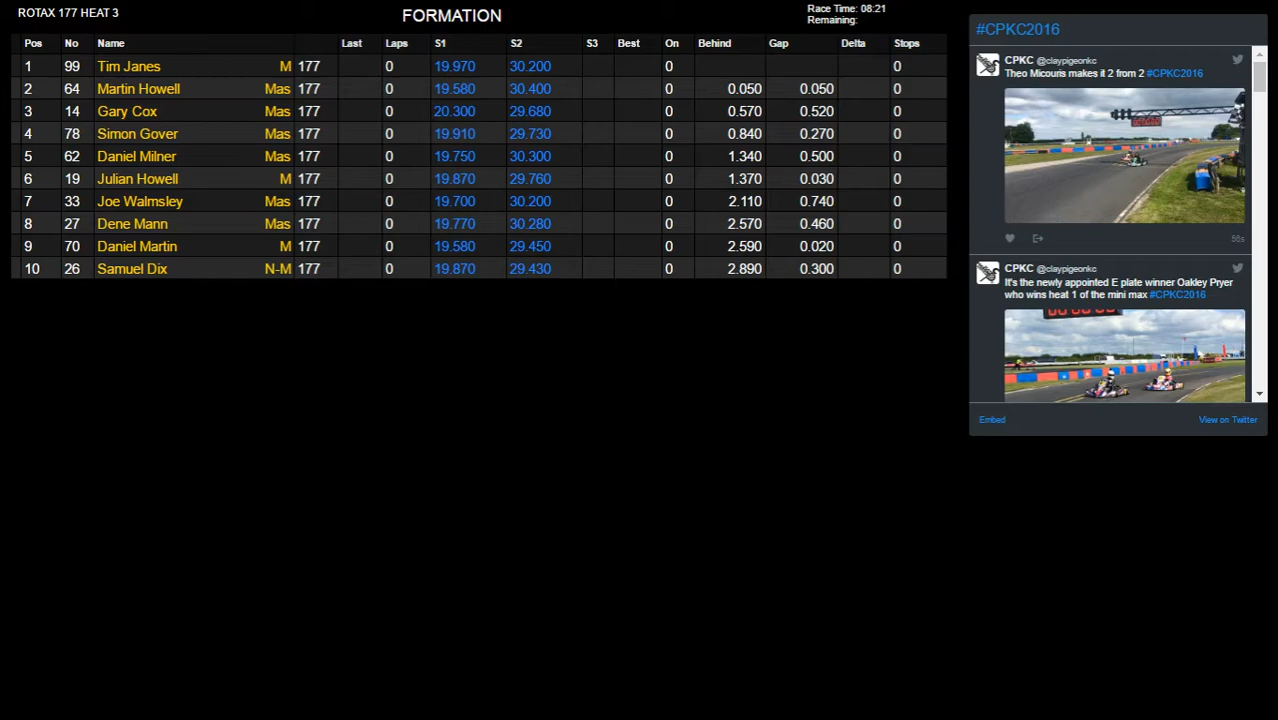 ROTAX 177 HEAT 3
FORMATION
Race Time: 08:21
Remaining:
Pos No Name Last Laps S1 S2 S3 Best On Behind Gap Delta Stops
1 99 Tim Janes M 177 0 19.970 30.200 0 0
2 64 Martin Howell Mas 177 0 19.580 30.400 0 0.050 0.050 0
3 14 Gary Cox Mas 177 0 20.300 29.680 0 0.570 0.520 0
4 78 Simon Gover Mas 177 0 19.910 29.730 0 0.840 0.270 0
5 62 Daniel Milner Mas 177 0 19.750 30.300 0 1.340 0.500 0
6 19 Julian Howell M 177 0 19.870 29.760 0 1.370 0.030 0
7 33 Joe Walmsley Mas 177 0 19.700 30.200 0 2.110 0.740 0
8 27 Dene Mann Mas 177 0 19.770 30.280 0 2.570 0.460 0
9 70 Daniel Martin M 177 0 19.580 29.450 0 2.590 0.020 0
10 26 Samuel Dix N-M 177 0 19.870 29.430 0 2.890 0.300 0
#CPKC2016
CPKC @claypigeonkc
Theo Micouris makes it 2 from 2 #CPKC2016
56s
CPKC @claypigeonkc
It's the newly appointed E plate winner Oakley Pryer
who wins heat 1 of the mini max #CPKC2016
Embed View on Twitter